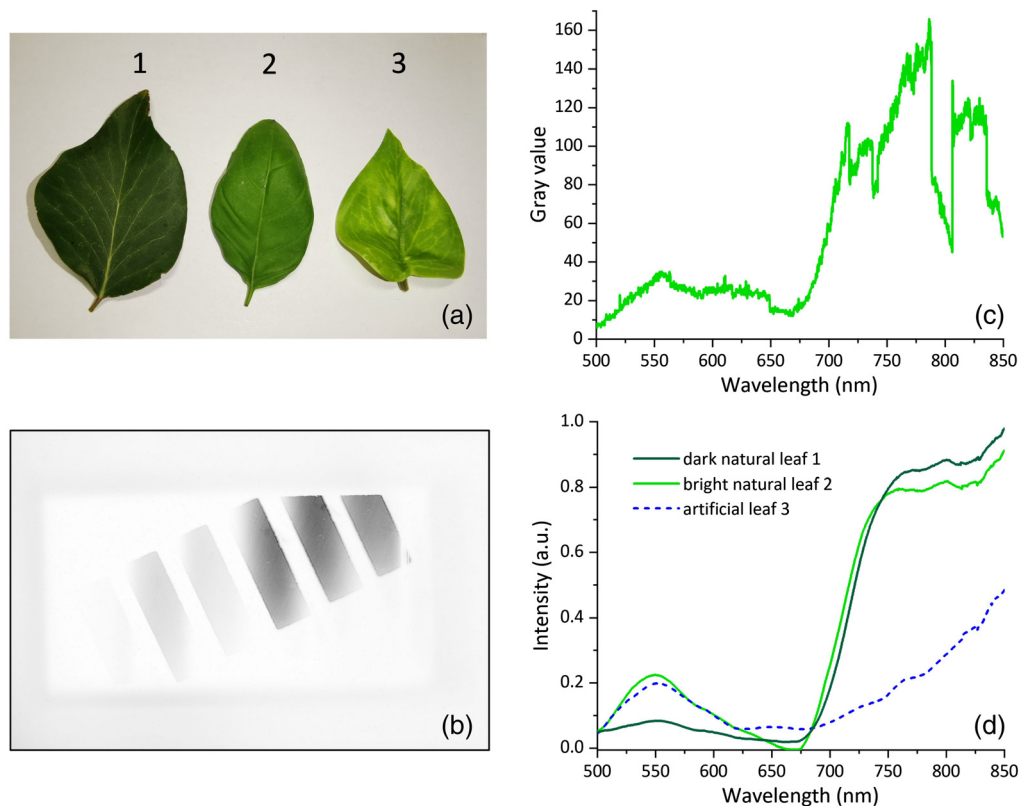 1 2 3
(a)
160
140
120
100
80
60
40
20
0
Gray value
500 550 600 650 700 750 800 850
Wavelength (nm)
(c)
(b)
1.0
0.8
0.6
0.4
0.2
0.0
Intensity (a.u.)
dark natural leaf 1
bright natural leaf 2
artificial leaf 3
500 550 600 650 700 750 800 850
Wavelength (nm)
(d)